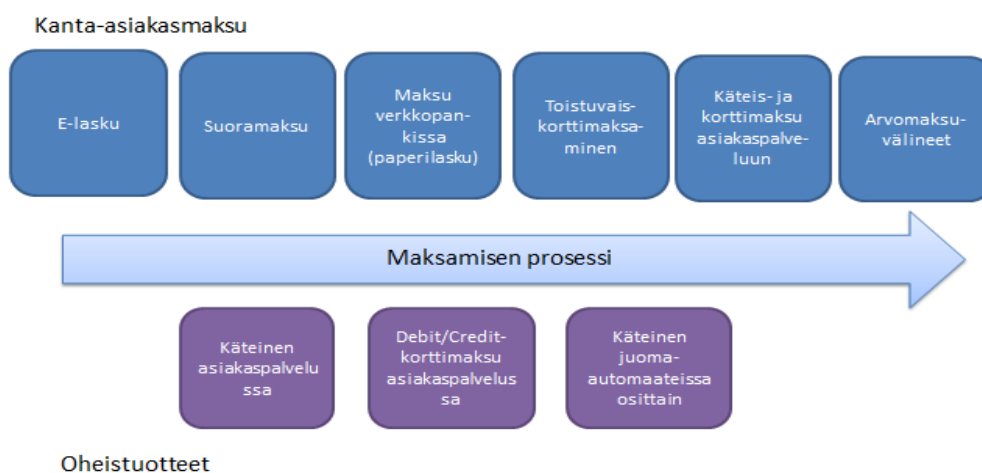 Kanta-asiakasmaksu
E-lasku
Suoramaksu
Maksu
verkkopan-
kissa
(paperilasku)
Toistuvais-
korttimaksa-
minen
Käteis- ja
korttimaksu
asiakaspalve-
luun
Arvomaksu-
välineet
Maksamisen prosessi
Käteinen
asiakaspalvelu
ssa
Debit/Credit-
korttimaksu
asiakaspalvelus
sa
Käteinen
juoma-
automaateissa
osittain
Oheistuotteet